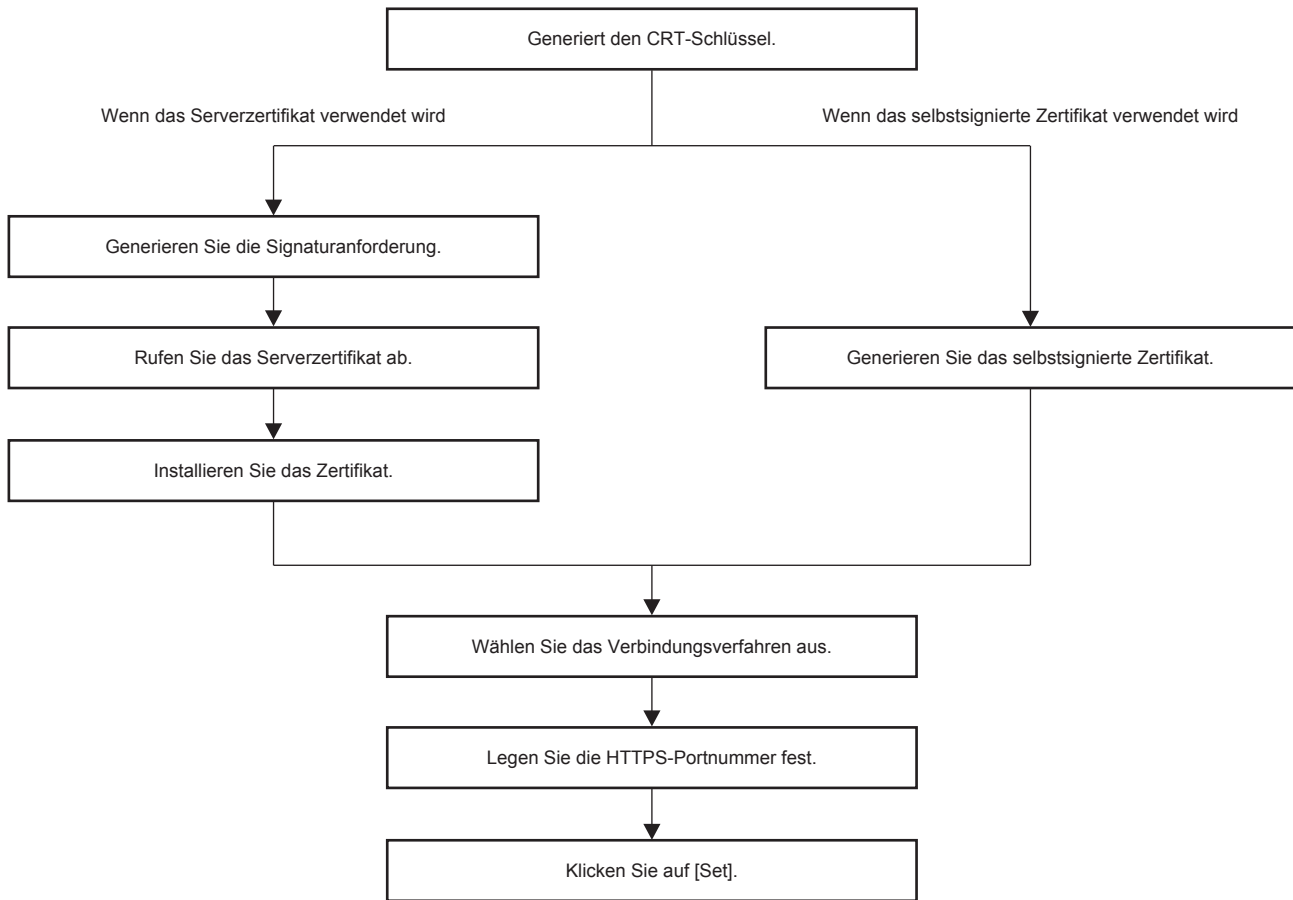 Generiert den CRT-Schlüssel.
Wenn das Serverzertifikat verwendet wird
Wenn das selbstsignierte Zertifikat verwendet wird
Generieren Sie die Signaturanforderung.
Rufen Sie das Serverzertifikat ab.
Generieren Sie das selbstsignierte Zertifikat.
Installieren Sie das Zertifikat.
Wählen Sie das Verbindungsverfahren aus.
Legen Sie die HTTPS-Portnummer fest.
Klicken Sie auf [Set].